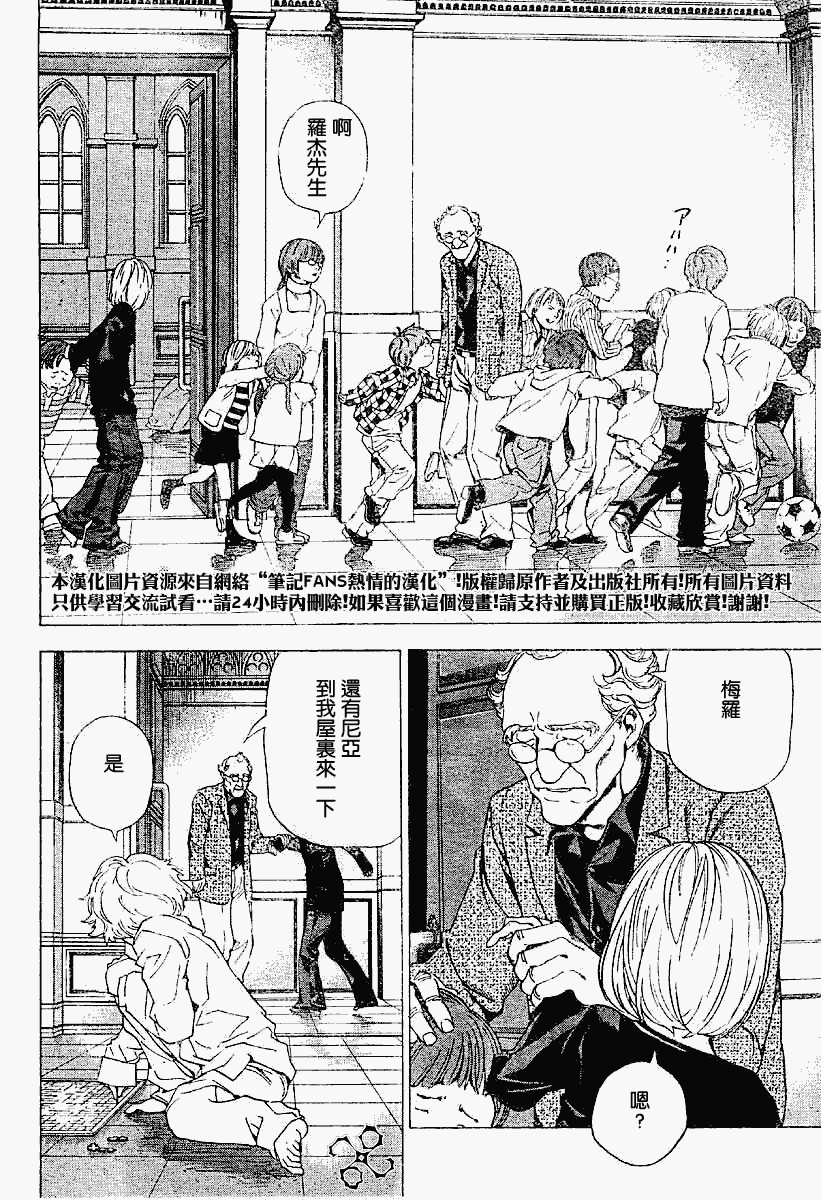 啊
羅杰先生
アハハ…
本漢化圖片資源來自網絡“筆記FANS熱情的漢化”!版權歸原作者及出版社所有!所有圖片資料
只供學習交流試看…請24小時內刪除!如果喜歡這個漫畫!請支持並購買正版!收藏欣賞!謝謝!
梅羅
嗯?
還有尼亞
到我屋裏來一下
是